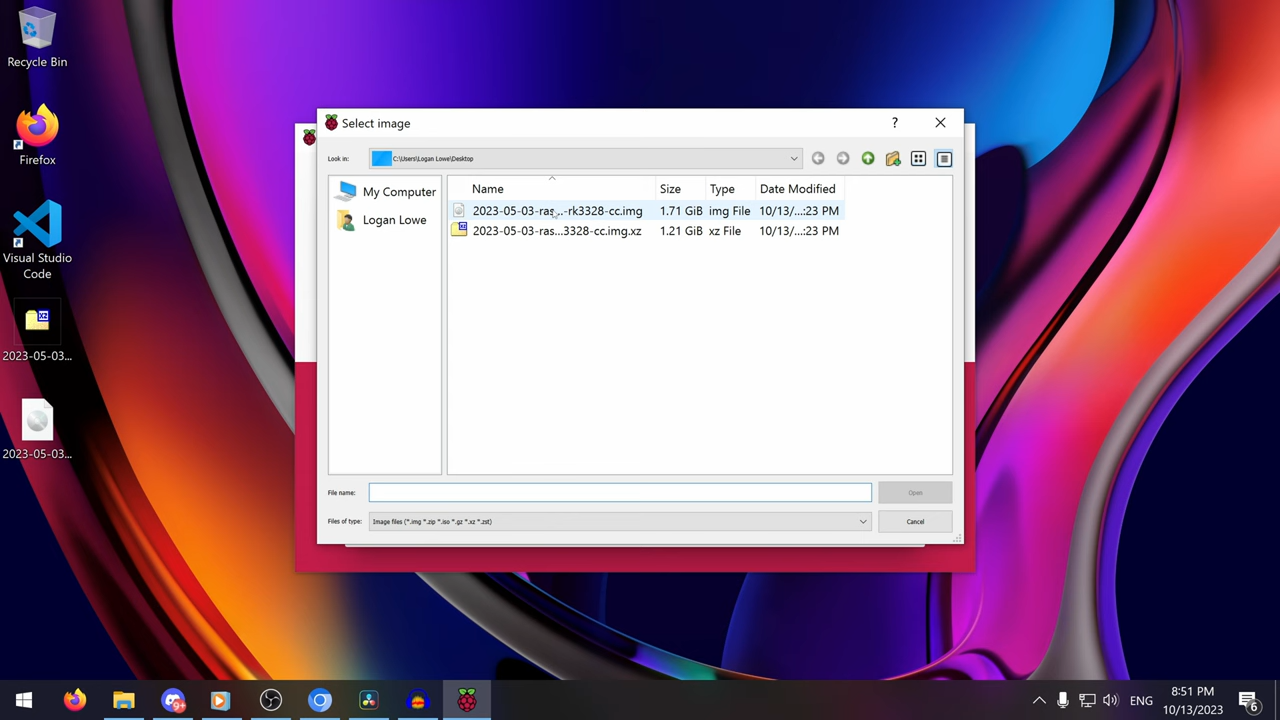 Recycle Bin
Firefox
Visual Studio
Code
2023-05-03...
2023-05-03...
Select image
?
Look in:
C:\Users\Logan Lowe\Desktop
My Computer
Logan Lowe
Name Size Type Date Modified
2023-05-03-ras...-rk3328-cc.img 1.71 GiB img File 10/13/...:23 PM
2023-05-03-ras...3328-cc.img.xz 1.21 GiB xz File 10/13/...:23 PM
File name:
Open
Files of type:
Image files (*.img *.zip *.iso *.gz *.xz *.zst)
Cancel
9+
ENG
8:51 PM
10/13/2023
6